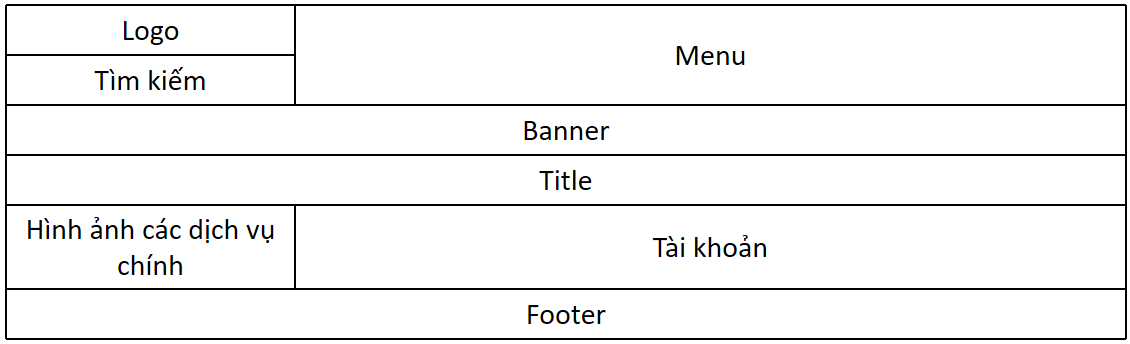 Logo
Menu
Tìm kiếm
Banner
Title
Hình ảnh các dịch vụ
chính
Tài khoản
Footer